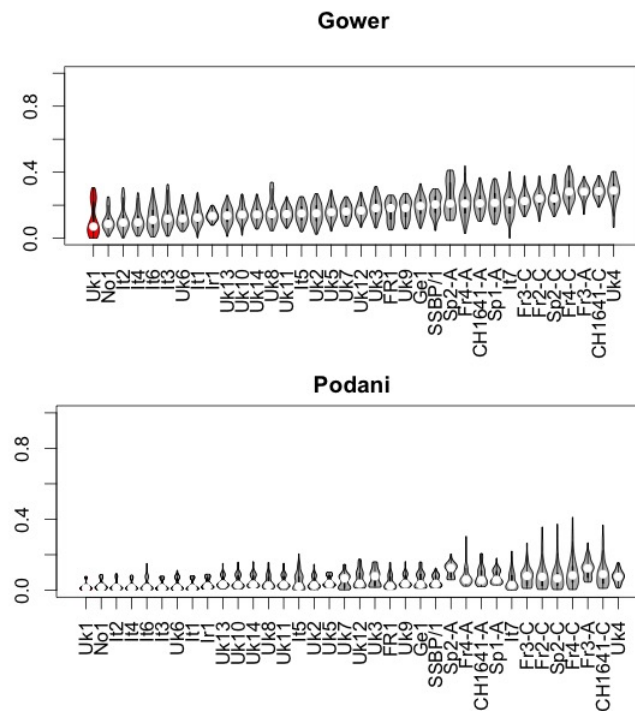 Gower
0.8
0.4
0.0
Uk1 No1 It2 It4 It6 It3 Uk6 It1 Ir1 Uk13 Uk10 Uk14 Uk8 Uk11 It5 Uk2 Uk5 Uk7 Uk12 Uk3 FR1 Uk9 Ge1 SSBP/1 Sp2-A Fr4-A CH1641-A Sp1-A It7 Fr3-C Fr2-C Sp2-C Fr4-C Fr3-A CH1641-C Uk4
Podani
0.8
0.4
0.0
Uk1 No1 It2 It4 It6 It3 Uk6 It1 Ir1 Uk13 Uk10 Uk14 Uk8 Uk11 It5 Uk2 Uk5 Uk7 Uk12 Uk3 FR1 Uk9 Ge1 SSBP/1 Sp2-A Fr4-A CH1641-A Sp1-A It7 Fr3-C Fr2-C Sp2-C Fr4-C Fr3-A CH1641-C Uk4